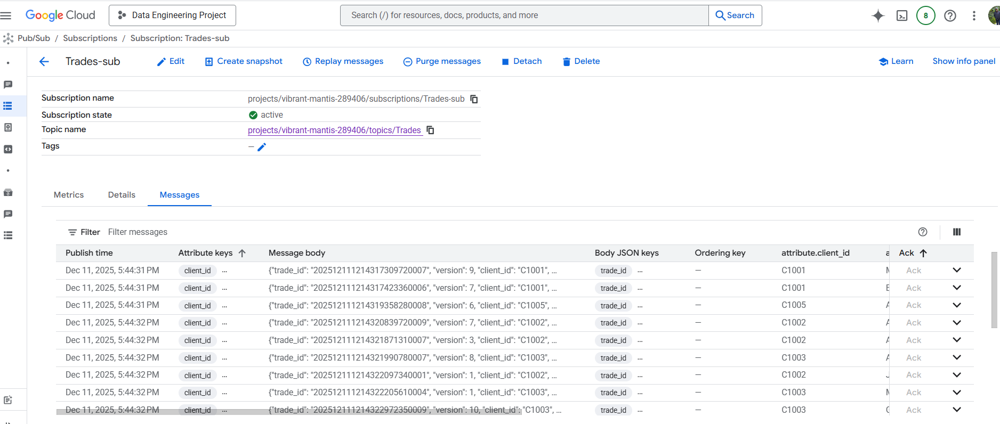 Google Cloud Data Engineering Project Search (/) for resources, docs, products, and more Search 8
Pub/Sub / Subscriptions / Subscription: Trades-sub
Trades-sub Edit Create snapshot Replay messages Purge messages Detach Delete Learn Show info panel
Subscription name projects/vibrant-mantis-289406/subscriptions/Trades-sub
Subscription state active
Topic name projects/vibrant-mantis-289406/topics/Trades
Tags —
Metrics Details Messages
Filter Filter messages
Publish time Attribute keys Message body Body JSON keys Ordering key attribute.client_id a Ack
Dec 11, 2025, 5:44:31 PM client_id ... {"trade_id": "202512111214317309720007", "version": 9, "client_id": "C1001", ... trade_id ... — C1001 Ack
Dec 11, 2025, 5:44:31 PM client_id ... {"trade_id": "202512111214317423360006", "version": 7, "client_id": "C1001", ... trade_id ... — C1001 Ack
Dec 11, 2025, 5:44:31 PM client_id ... {"trade_id": "202512111214319358280008", "version": 6, "client_id": "C1005", ... trade_id ... — C1005 Ack
Dec 11, 2025, 5:44:32 PM client_id ... {"trade_id": "202512111214320839720009", "version": 7, "client_id": "C1002", ... trade_id ... — C1002 Ack
Dec 11, 2025, 5:44:32 PM client_id ... {"trade_id": "202512111214321871310007", "version": 3, "client_id": "C1002", ... trade_id ... — C1002 Ack
Dec 11, 2025, 5:44:32 PM client_id ... {"trade_id": "202512111214321990780007", "version": 8, "client_id": "C1003", ... trade_id ... — C1003 Ack
Dec 11, 2025, 5:44:32 PM client_id ... {"trade_id": "202512111214322097340001", "version": 1, "client_id": "C1002", ... trade_id ... — C1002 Ack
Dec 11, 2025, 5:44:32 PM client_id ... {"trade_id": "202512111214322205610004", "version": 1, "client_id": "C1003", ... trade_id ... — C1003 Ack
Dec 11, 2025, 5:44:32 PM client_id ... {"trade_id": "202512111214322972350009", "version": 10, "client_id": "C1003", ... trade_id ... — C1003 Ack